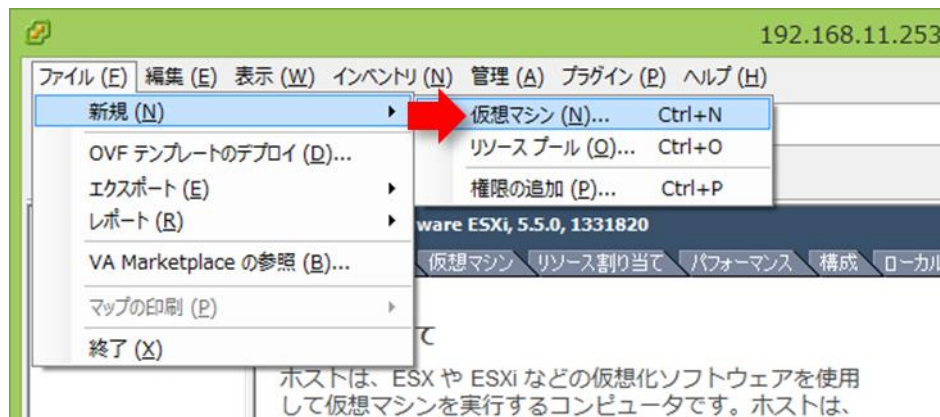 192.168.11.253
ファイル (F) 編集 (E) 表示 (W) インベントリ (N) 管理 (A) プラグイン (P) ヘルプ (H)
新規 (N)
仮想マシン (N)... Ctrl+N
リソース プール (O)... Ctrl+O
権限の追加 (P)... Ctrl+P
OVF テンプレートのデプロイ (D)...
エクスポート (E)
レポート (R)
VA Marketplace の参照 (B)...
マップの印刷 (P)
終了 (X)
ware ESXi, 5.5.0, 1331820
仮想マシン リソース割り当て パフォーマンス 構成 ローカル
て
ホストは、ESX や ESXi などの仮想化ソフトウェアを使用
して仮想マシンを実行するコンピュータです。ホストは、